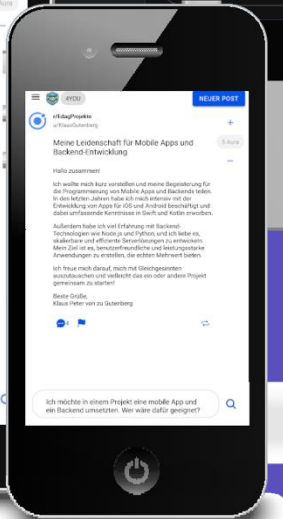 4YOU
NEUER POST
r/EdagProjekte
u/KlausGutenberg
+
5 Aura
Meine Leidenschaft für Mobile Apps und
Backend-Entwicklung
–
Hallo zusammen!
Ich wollte mich kurz vorstellen und meine Begeisterung für
die Programmierung von Mobile Apps und Backends teilen.
In den letzten Jahren habe ich mich intensiv mit der
Entwicklung von Apps für iOS und Android beschäftigt und
dabei umfassende Kenntnisse in Swift und Kotlin erworben.
Außerdem habe ich viel Erfahrung mit Backend-
Technologien wie Node.js und Python, und ich liebe es,
skalierbare und effiziente Serverlösungen zu entwickeln.
Mein Ziel ist es, benutzerfreundliche und leistungsstarke
Anwendungen zu erstellen, die echten Mehrwert bieten.
Ich freue mich darauf, mich mit Gleichgesinnten
auszutauschen und vielleicht das ein oder andere Projekt
gemeinsam zu starten!
Beste Grüße,
Klaus Peter von zu Gutenberg
Ich möchte in einem Projekt eine mobile App und
ein Backend umsetzten. Wer wäre dafür geeignet?